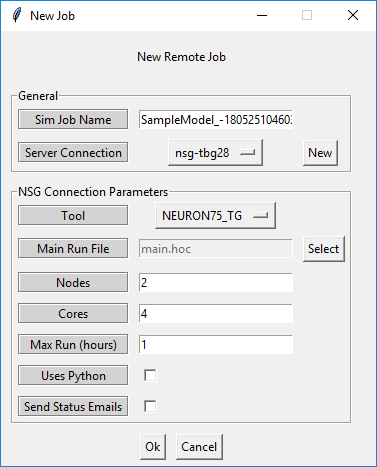 New Job
New Remote Job
General
Sim Job Name SampleModel_-180525104603
Server Connection nsg-tbg28 New
NSG Connection Parameters
Tool NEURON75_TG
Main Run File main.hoc Select
Nodes 2
Cores 4
Max Run (hours) 1
Uses Python
Send Status Emails
Ok Cancel